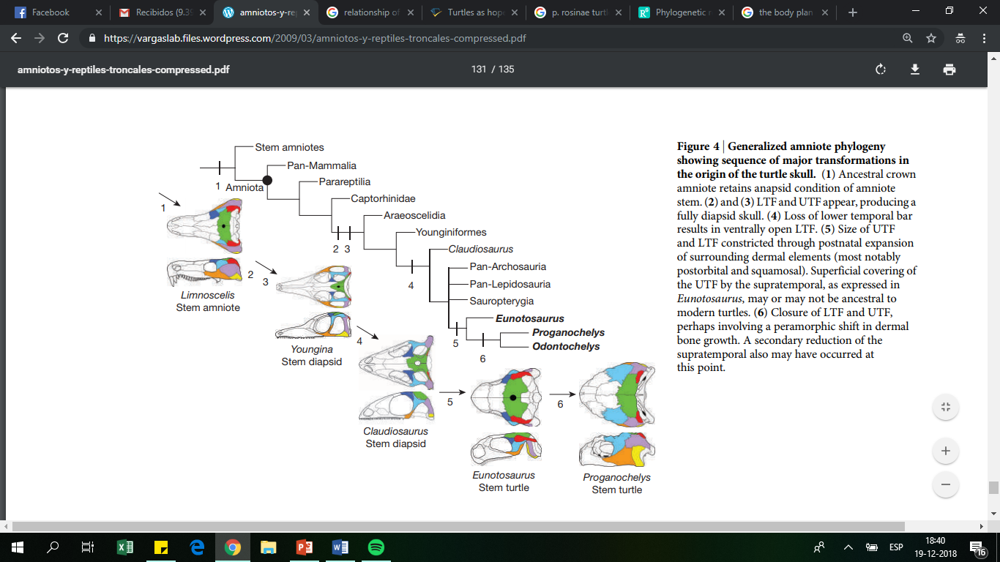 Facebook
Recibidos (9.39
amniotos-y-rep
relationship of
Turtles as hope
p. rosinae turtl
Phylogenetic n
the body plan
https://vargaslab.files.wordpress.com/2009/03/amniotos-y-reptiles-troncales-compressed.pdf
amniotos-y-reptiles-troncales-compressed.pdf
131 / 135
Stem amniotes
Pan-Mammalia
1 Amniota
Parareptilia
Captorhinidae
1
Araeoscelidia
Younginiformes
2 3
Claudiosaurus
Pan-Archosauria
2
3
4
Pan-Lepidosauria
Limnoscelis
Stem amniote
Sauropterygia
Eunotosaurus
Proganochelys
5
Odontochelys
4
6
Youngina
Stem diapsid
5
6
Claudiosaurus
Stem diapsid
Eunotosaurus
Stem turtle
Proganochelys
Stem turtle
Figure 4 | Generalized amniote phylogeny
showing sequence of major transformations in
the origin of the turtle skull. (1) Ancestral crown
amniote retains anapsid condition of amniote
stem. (2) and (3) LTF and UTF appear, producing a
fully diapsid skull. (4) Loss of lower temporal bar
results in ventrally open LTF. (5) Size of UTF
and LTF constricted through postnatal expansion
of surrounding dermal elements (most notably
postorbital and squamosal). Superficial covering of
the UTF by the supratemporal, as expressed in
Eunotosaurus, may or may not be ancestral to
modern turtles. (6) Closure of LTF and UTF,
perhaps involving a peramorphic shift in dermal
bone growth. A secondary reduction of the
supratemporal also may have occurred at
this point.
ESP
18:40
19-12-2018
16